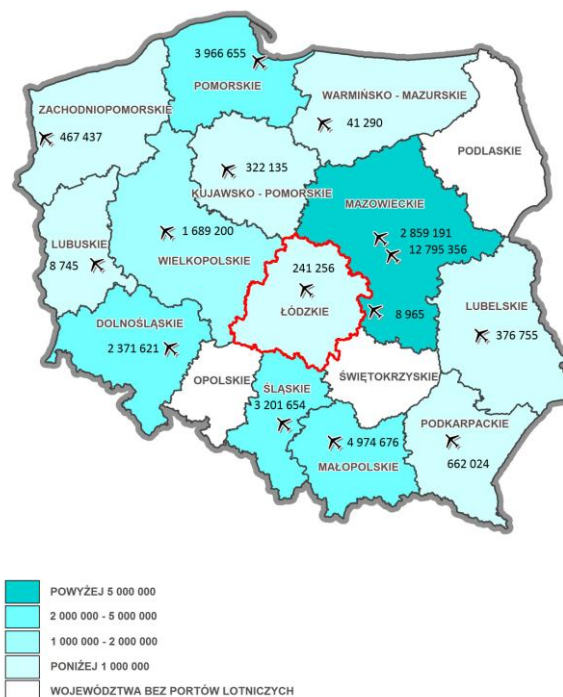 3 966 655
POMORSKIE
WARMIŃSKO - MAZURSKIE
ZACHODNIOPOMORSKIE
41 290
467 437
PODLASKIE
322 135
KUJAWSKO - POMORSKIE
MAZOWIECKIE
1 689 200
2 859 191
LUBUSKIE
12 795 356
WIELKOPOLSKIE
8 745
241 256
LUBELSKIE
ŁÓDZKIE
8 965
DOLNOŚLĄSKIE
376 755
2 371 621
ŚWIĘTOKRZYSKIE
OPOLSKIE
ŚLĄSKIE
3 201 654
PODKARPACKIE
4 974 676
662 024
MAŁOPOLSKIE
POWYŻEJ 5 000 000
2 000 000 - 5 000 000
1 000 000 - 2 000 000
PONIŻEJ 1 000 000
WOJEWÓDZTWA BEZ PORTÓW LOTNICZYCH